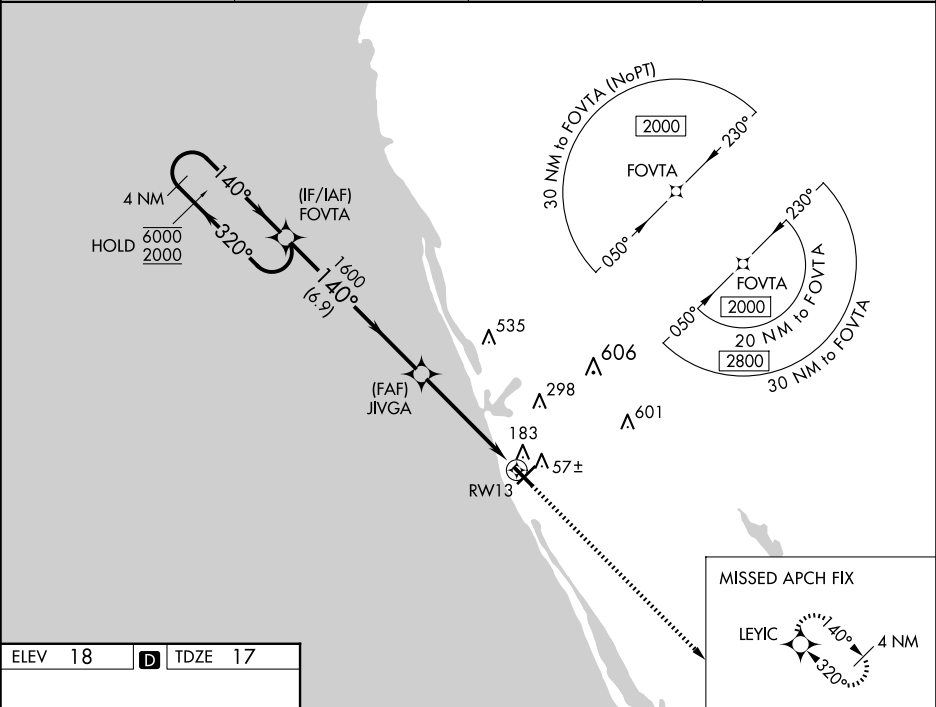 30 NM to FOVTA (NoPT)
2000
230°
FOVTA
050°
140°
4 NM
HOLD
6000
2000
320°
(IF/IAF)
FOVTA
1600
140°
(6.9)
230°
FOVTA
2000
050°
20 NM to FOVTA
2800
30 NM to FOVTA
535
606
(FAF)
JIVGA
298
601
183
57±
RW13
MISSED APCH FIX
LEYIC
140°
4 NM
320°
ELEV 18
D
TDZE 17